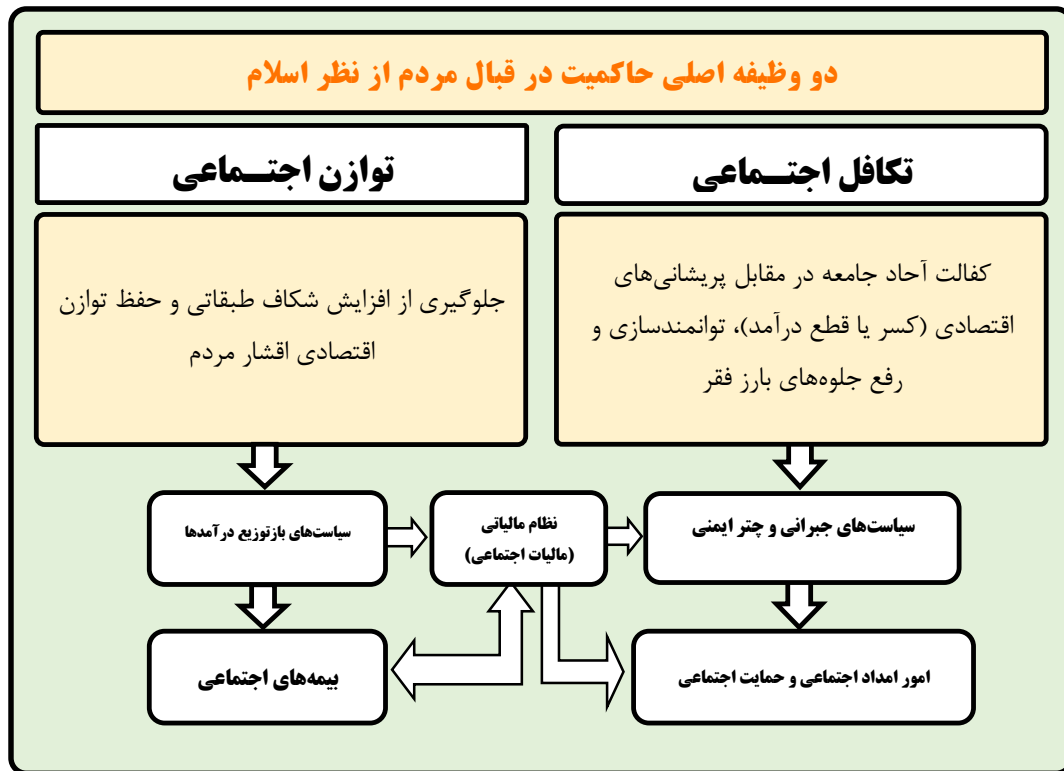 دو وظیفه اصلی حاکمیت در قبال مردم از نظر اسلام
تکافل اجتـــماعی
کفالت آحاد جامعه در مقابل پریشانی‌های
اقتصادی (کسر یا قطع درآمد)، توانمندسازی و
رفع جلوه‌های بارز فقر
توازن اجتـــماعی
جلوگیری از افزایش شکاف طبقاتی و حفظ توازن
اقتصادی اقشار مردم
سیاست‌های جبرانی و چتر ایمنی
نظام مالیاتی
(مالیات اجتماعی)
سیاست‌های بازتوزیع درآمدها
امور امداد اجتماعی و حمایت اجتماعی
بیمه‌های اجتماعی